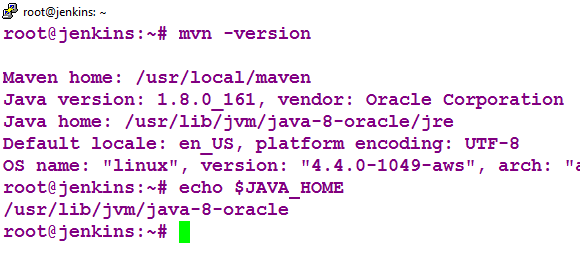 root@jenkins: ~
root@jenkins:~# mvn -version
Maven home: /usr/local/maven
Java version: 1.8.0_161, vendor: Oracle Corporation
Java home: /usr/lib/jvm/java-8-oracle/jre
Default locale: en_US, platform encoding: UTF-8
OS name: "linux", version: "4.4.0-1049-aws", arch:
root@jenkins:~# echo $JAVA_HOME
/usr/lib/jvm/java-8-oracle
root@jenkins:~#